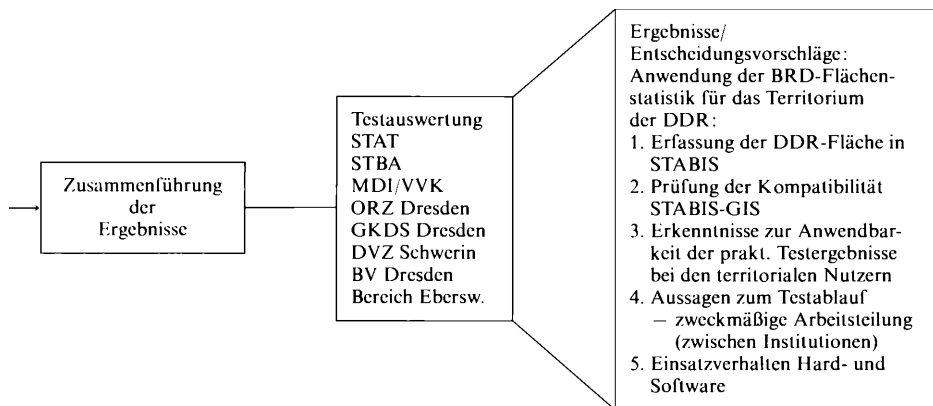 Zusammenführung
der
Ergebnisse
Testauswertung
STAT
STBA
MDI/VVK
ORZ Dresden
GKDS Dresden
DVZ Schwerin
BV Dresden
Bereich Ebersw.
Ergebnisse/
Entscheidungsvorschläge:
Anwendung der BRD-Flächen-
statistik für das Territorium
der DDR:
1. Erfassung der DDR-Fläche in
STABIS
2. Prüfung der Kompatibilität
STABIS-GIS
3. Erkenntnisse zur Anwendbar-
keit der prakt. Testergebnisse
bei den territorialen Nutzern
4. Aussagen zum Testablauf
– zweckmäßige Arbeitsteilung
(zwischen Institutionen)
5. Einsatzverhalten Hard- und
Software